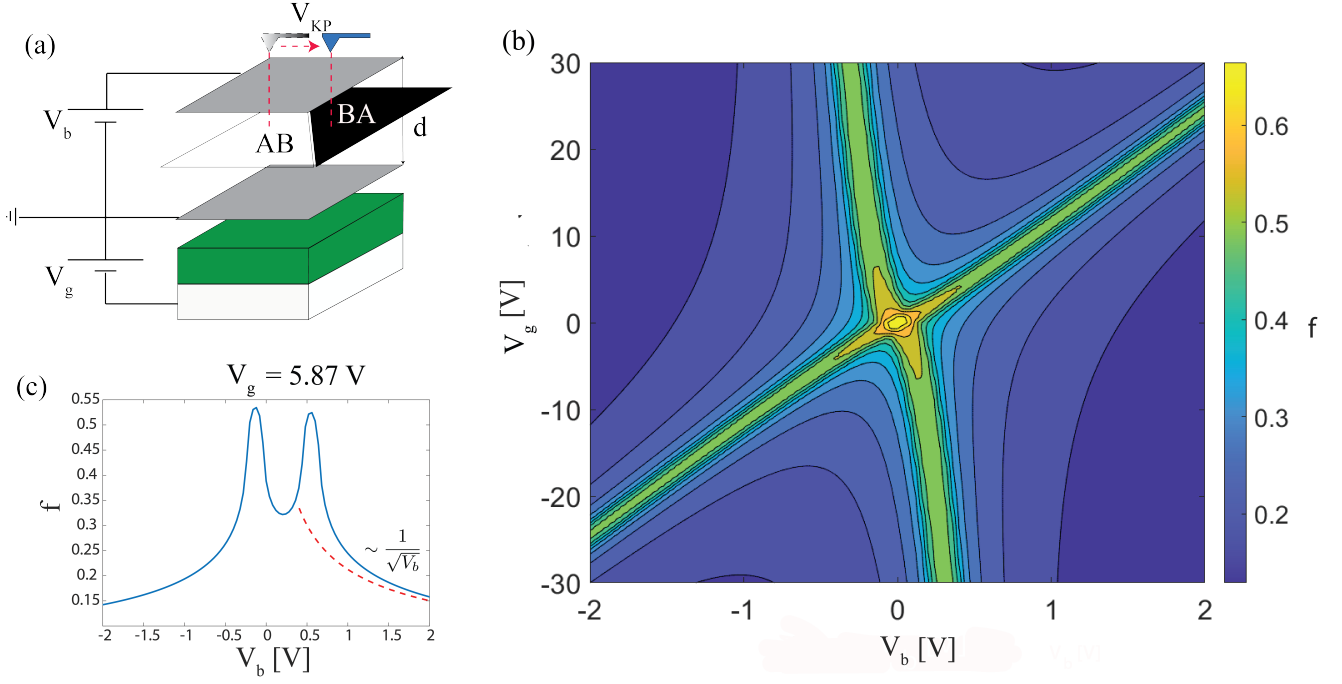 (a)
V_KP
V_b
AB
BA
d
V_g
(b)
30
20
10
0
-10
-20
-30
V_g [V]
-2
-1
0
1
2
V_b [V]
0.6
0.5
0.4
0.3
0.2
f
(c)
V_g = 5.87 V
0.55
0.5
0.45
0.4
0.35
0.3
0.25
0.2
0.15
f
~ 1/√V_b
-2
-1.5
-1
-0.5
0
0.5
1
1.5
2
V_b [V]